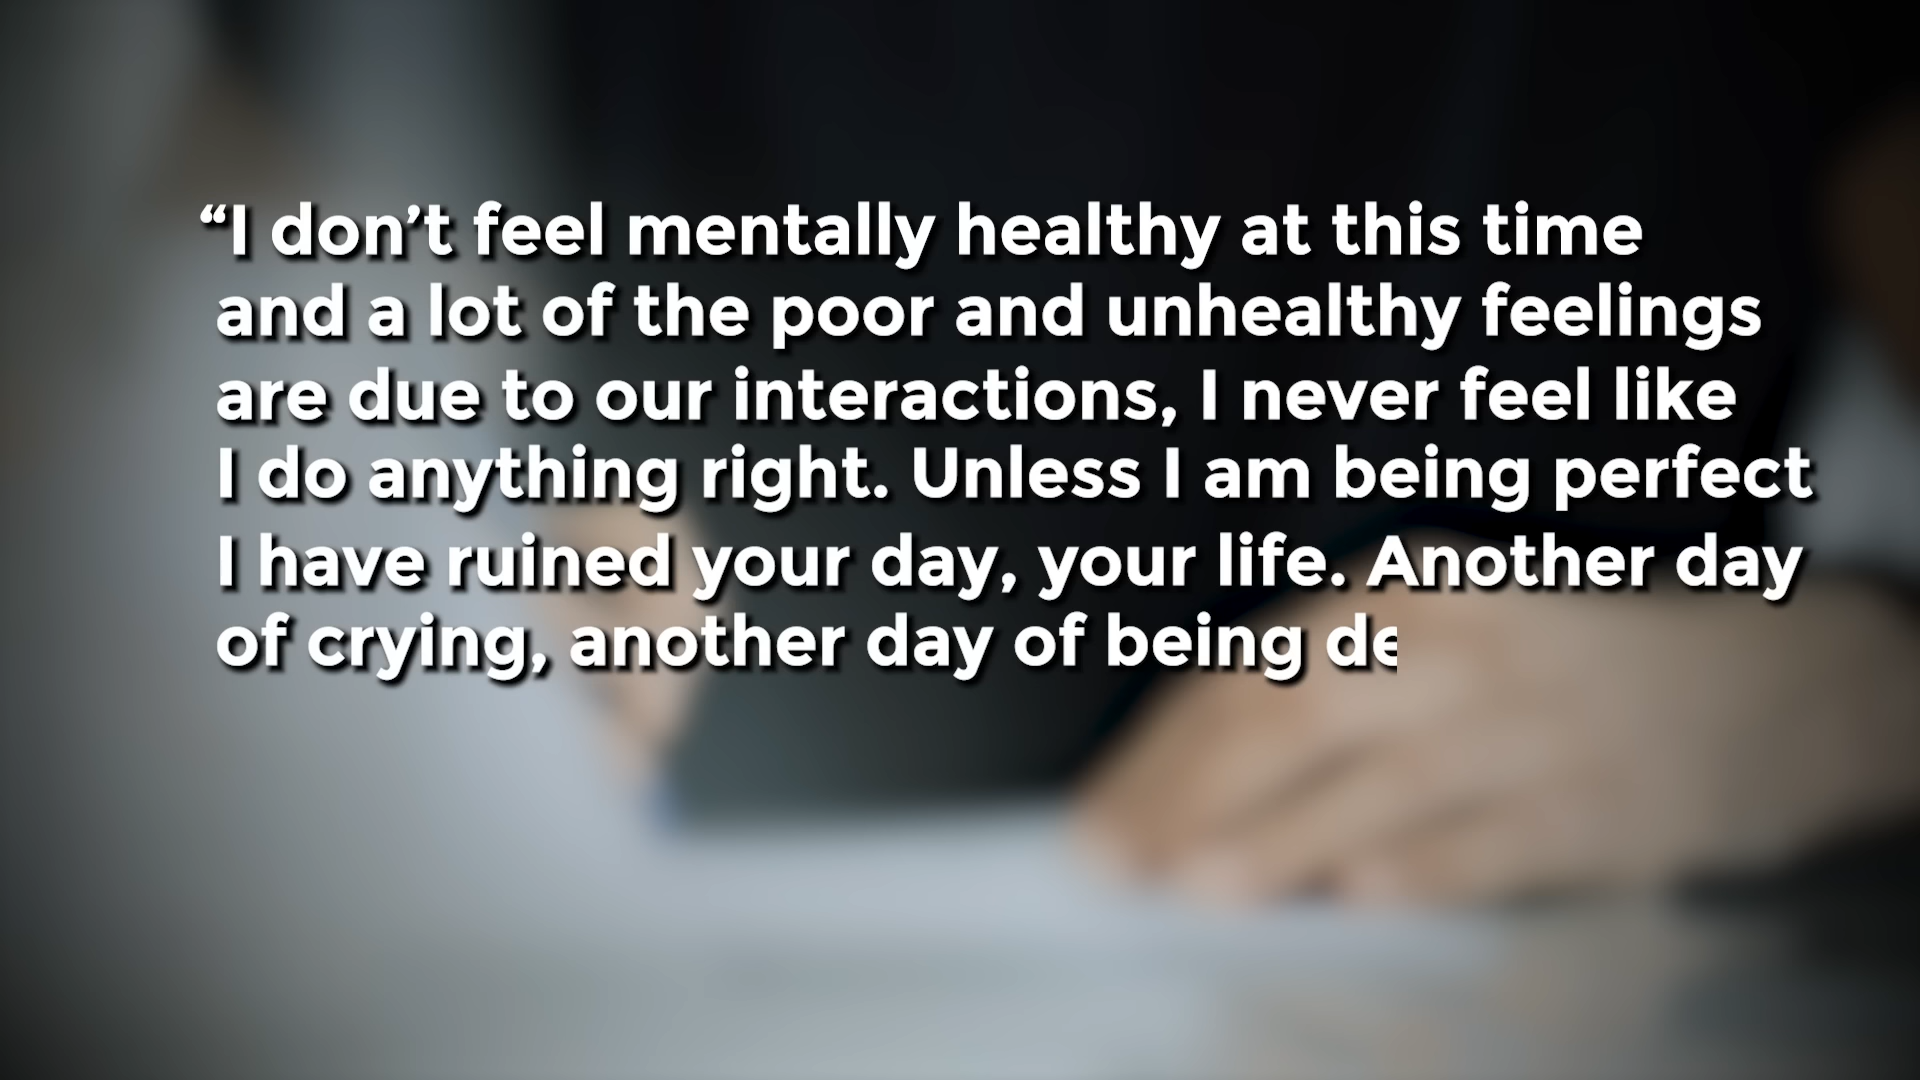 “I don’t feel mentally healthy at this time
and a lot of the poor and unhealthy feelings
are due to our interactions, I never feel like
I do anything right. Unless I am being perfect
I have ruined your day, your life. Another day
of crying, another day of being de